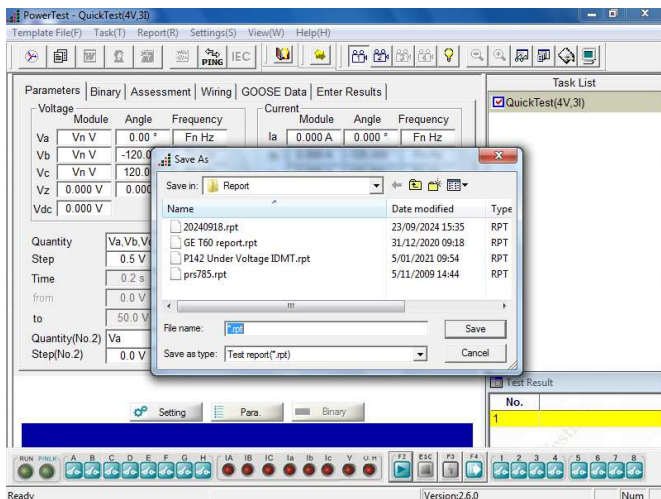 PowerTest - QuickTest(4V,3I)
Template File(F) Task(T) Report(R) Settings(S) View(W) Help(H)
PING IEC
Parameters Binary Assessment Wiring GOOSE Data Enter Results
Task List
QuickTest(4V,3I)
Voltage
Module Angle Frequency
Va Vn V 0.00 ° Fn Hz
Vb Vn V -120.0
Vc Vn V 120.0
Vz 0.000 V 0.000
Vdc 0.000 V
Current
Module Angle Frequency
Ia 0.000 A 0.000 ° Fn Hz
Quantity Va,Vb,Vc
Step 0.5 V
Time 0.2 s
from 0.0 V
to 50.0 V
Quantity(No.2) Va
Step(No.2) 0.0 V
Save As
Save in: Report
Name Date modified Type
20240918.rpt 23/09/2024 15:35 RPT
GE T60 report.rpt 31/12/2020 09:18 RPT
P142 Under Voltage IDMT.rpt 5/01/2021 09:54 RPT
prs785.rpt 5/11/2009 14:44 RPT
File name: *.rpt Save
Save as type: Test report(*.rpt) Cancel
Setting Para. Binary
Test Result
No.
1
RUN PINLK A B C D E F G H IA IB IC Ia Ib Ic V O.H F2 ESC F3 F4 1 2 3 4 5 6 7 8
Ready Version:2.6.0 Num